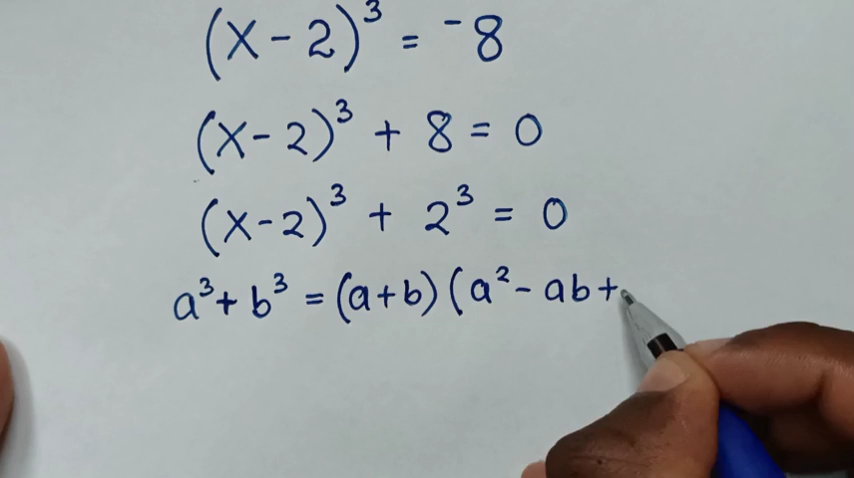 (x-2)³ = ⁻8
(x-2)³ + 8 = 0
(x-2)³ + 2³ = 0
a³+b³ = (a+b)(a²-ab+